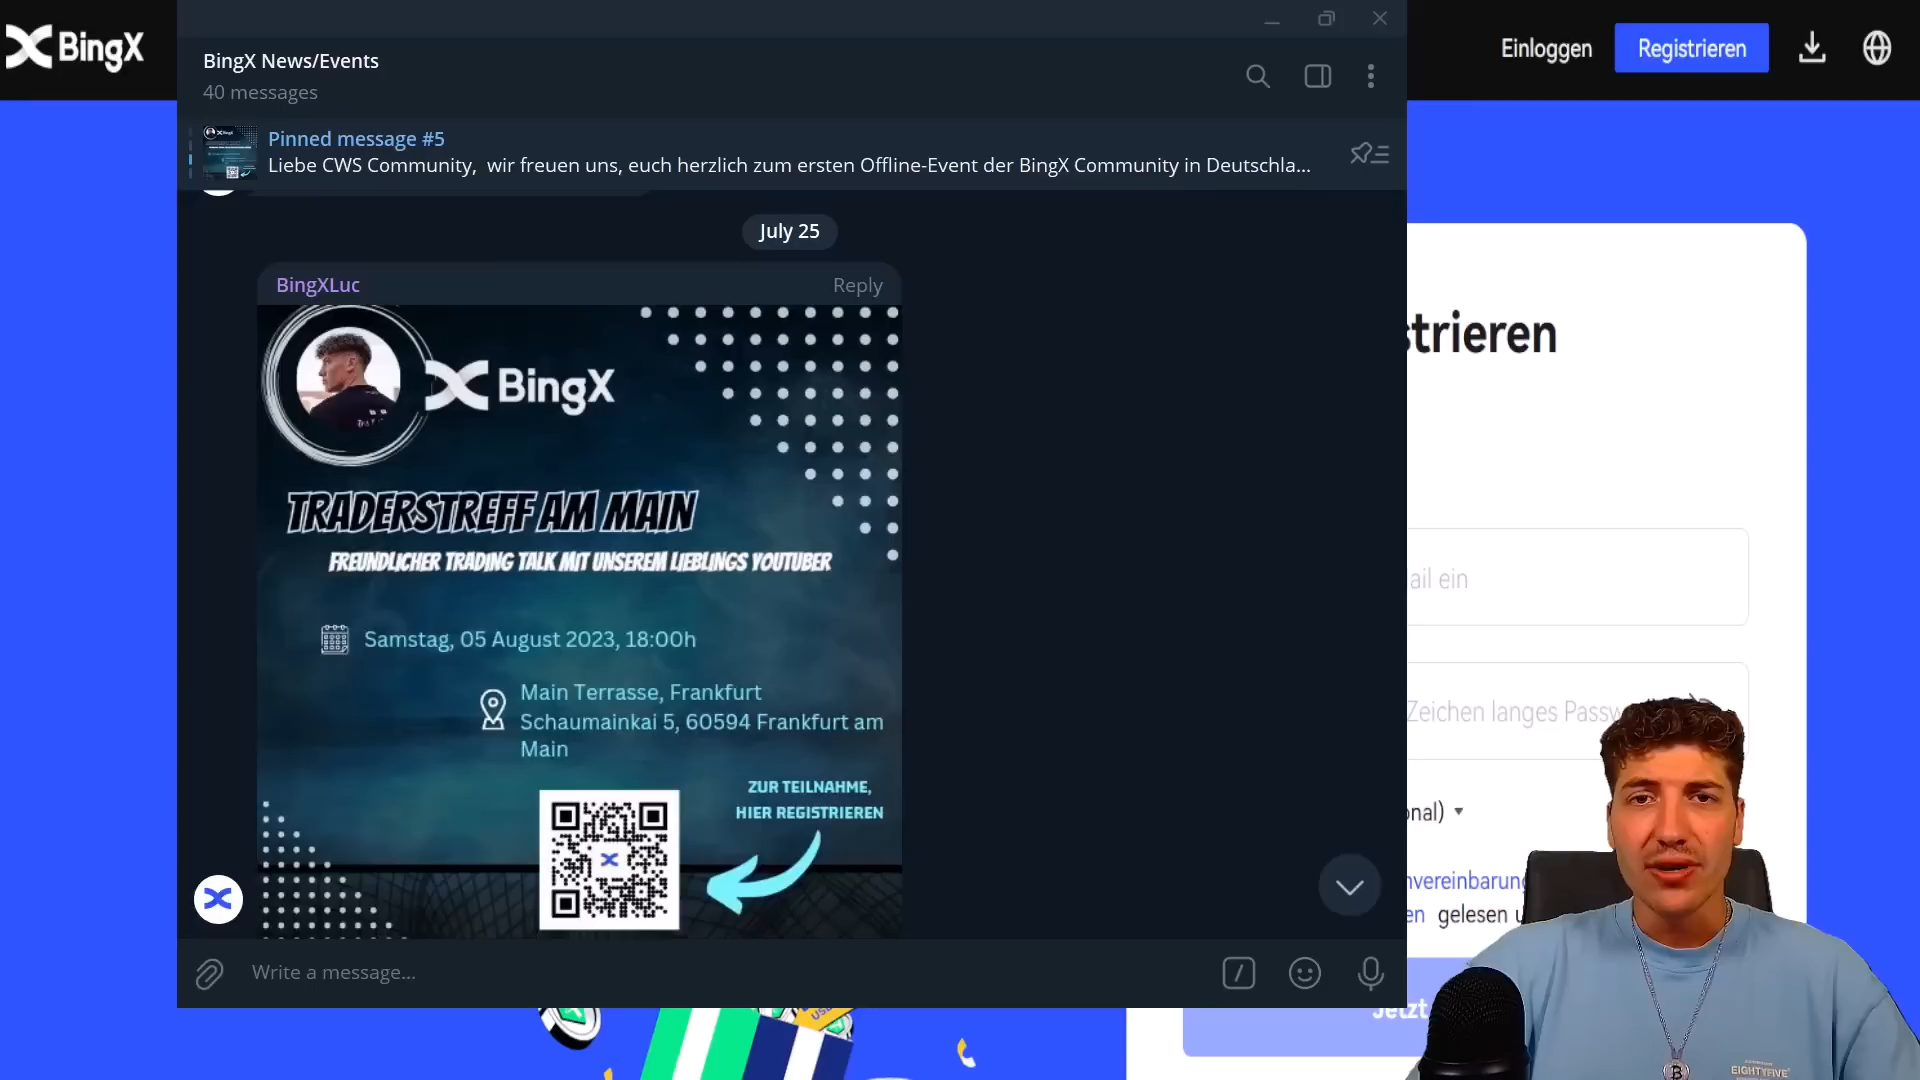 BingX
Einloggen
Registrieren
BingX News/Events
40 messages
Pinned message #5
Liebe CWS Community, wir freuen uns, euch herzlich zum ersten Offline-Event der BingX Community in Deutschla...
July 25
BingXLuc
Reply
BingX
TRADERSTREFF AM MAIN
FREUNDLICHER TRADING TALK MIT UNSEREM LIEBLINGS YOUTUBER
Samstag, 05 August 2023, 18:00h
Main Terrasse, Frankfurt
Schaumainkai 5, 60594 Frankfurt am
Main
ZUR TEILNAHME,
HIER REGISTRIEREN
Write a message...
strieren
ail ein
Zeichen langes Passw
onal)
nvereinbarung
en gelesen u
Jetzt
EIGHTYFIVE